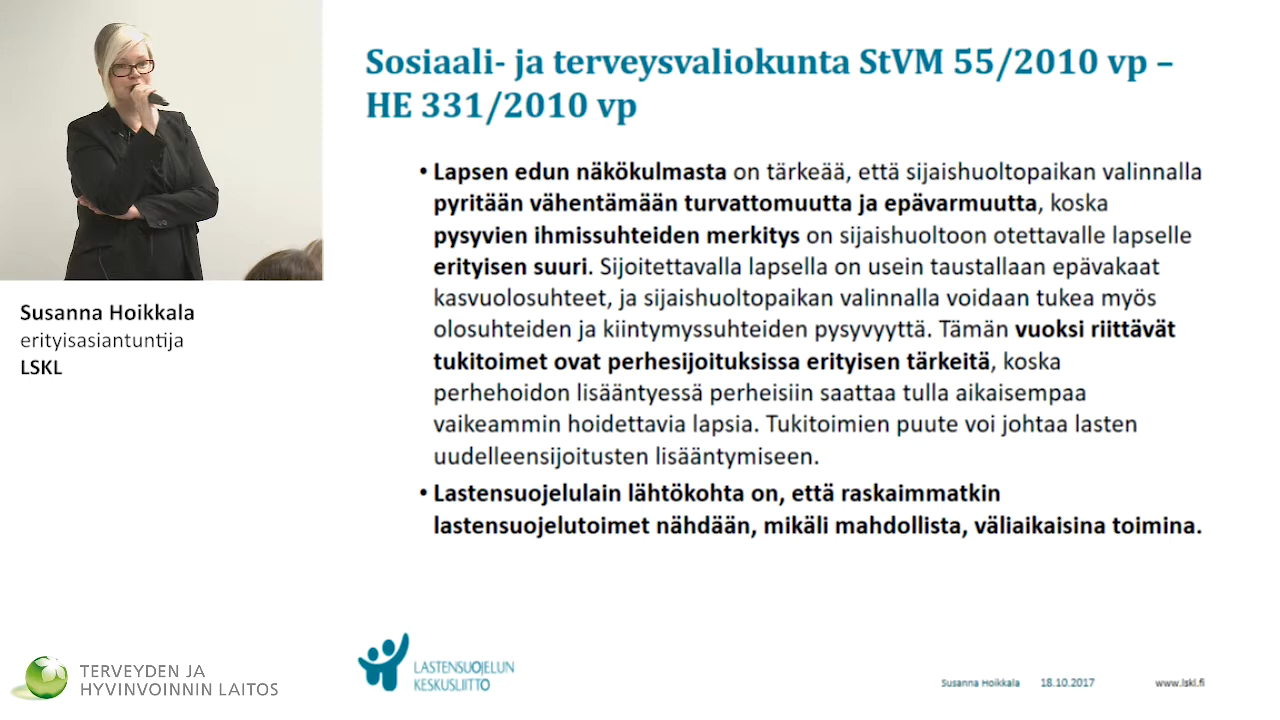 Sosiaali- ja terveysvaliokunta StVM 55/2010 vp –
HE 331/2010 vp
• Lapsen edun näkökulmasta on tärkeää, että sijaishuoltopaikan valinnalla
pyritään vähentämään turvattomuutta ja epävarmuutta, koska
pysyvien ihmissuhteiden merkitys on sijaishuoltoon otettavalle lapselle
erityisen suuri. Sijoitettavalla lapsella on usein taustallaan epävakaat
kasvuolosuhteet, ja sijaishuoltopaikan valinnalla voidaan tukea myös
olosuhteiden ja kiintymyssuhteiden pysyvyyttä. Tämän vuoksi riittävät
tukitoimet ovat perhesijoituksissa erityisen tärkeitä, koska
perhehoidon lisääntyessä perheisiin saattaa tulla aikaisempaa
vaikeammin hoidettavia lapsia. Tukitoimien puute voi johtaa lasten
uudelleensijoitusten lisääntymiseen.
• Lastensuojelulain lähtökohta on, että raskaimmatkin
lastensuojelutoimet nähdään, mikäli mahdollista, väliaikaisina toimina.
Susanna Hoikkala
erityisasiantuntija
LSKL
TERVEYDEN JA
HYVINVOINNIN LAITOS
LASTENSUOJELUN
KESKUSLIITTO
Susanna Hoikkala 18.10.2017 www.lskl.fi